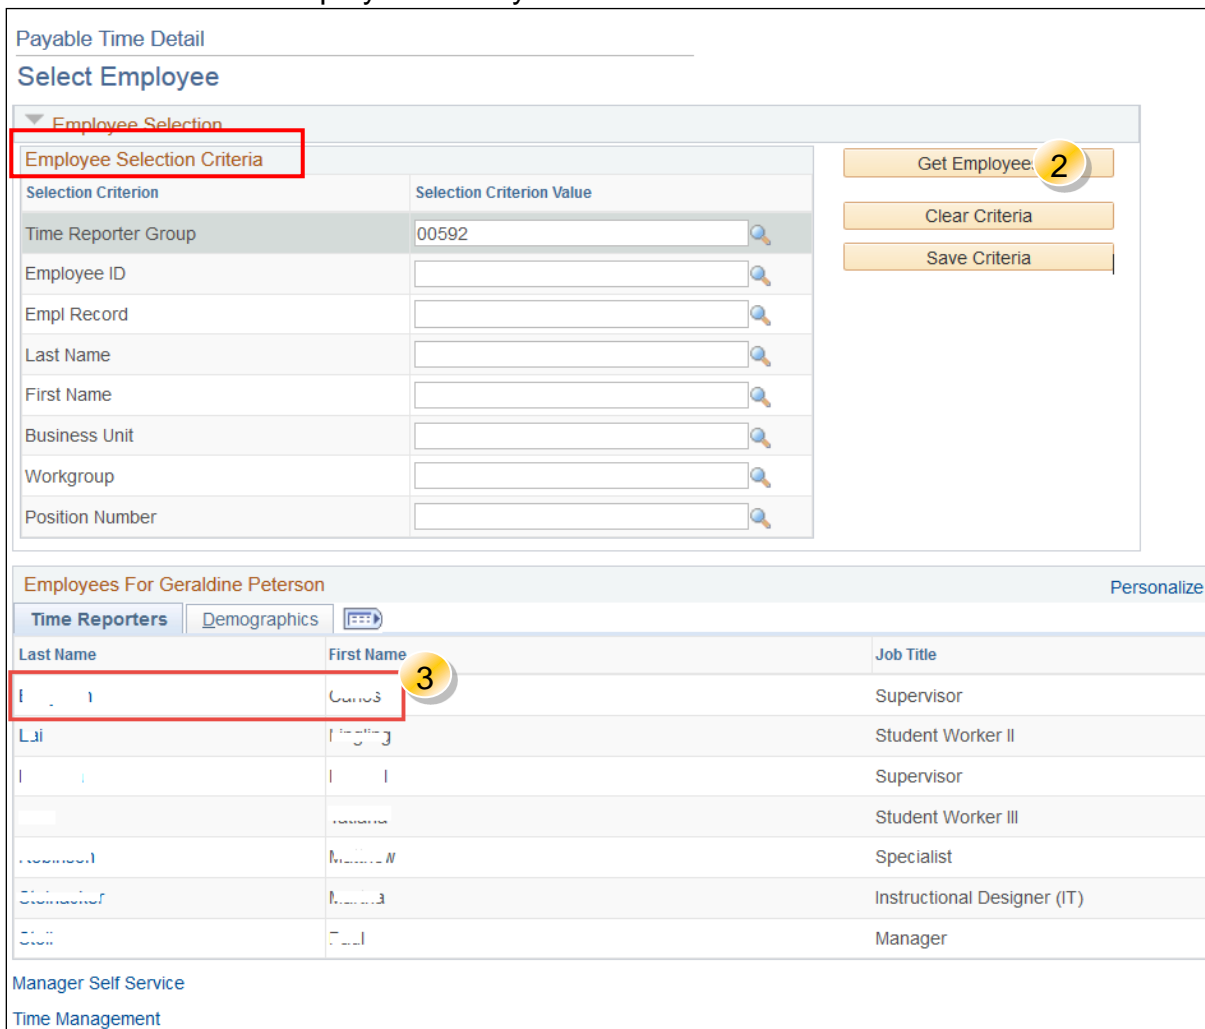 Payable Time Detail
Select Employee
Employee Selection
Employee Selection Criteria
Get Employees 2
Selection Criterion Selection Criterion Value
Clear Criteria
Time Reporter Group 00592
Save Criteria
Employee ID
Empl Record
Last Name
First Name
Business Unit
Workgroup
Position Number
Employees For Geraldine Peterson Personalize
Time Reporters Demographics
Last Name First Name Job Title
3
Supervisor
Lai Student Worker II
Supervisor
Student Worker III
Specialist
Instructional Designer (IT)
Manager
Manager Self Service
Time Management